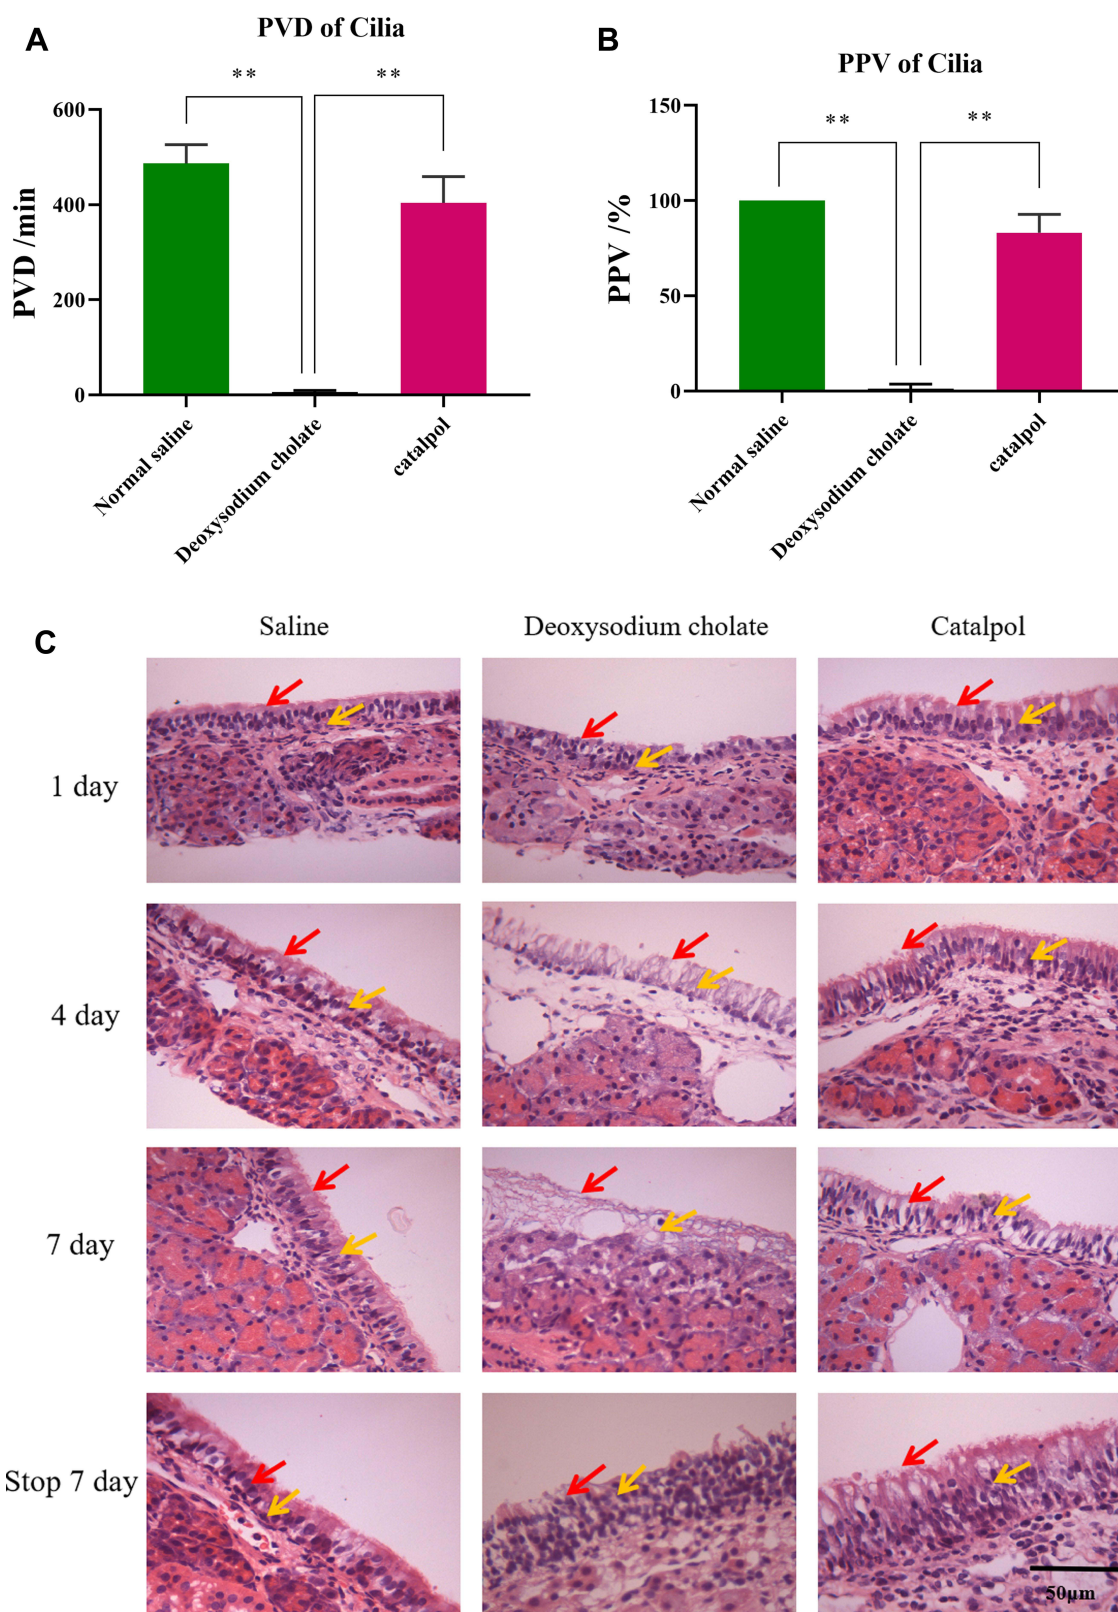 A
PVD of Cilia
**
**
600
400
200
0
PVD /min
Normal saline
Deoxysodium cholate
catalpol
B
PPV of Cilia
**
**
150
100
50
0
PPV /%
Normal saline
Deoxysodium cholate
catalpol
C
Saline
Deoxysodium cholate
Catalpol
1 day
4 day
7 day
Stop 7 day
50μm